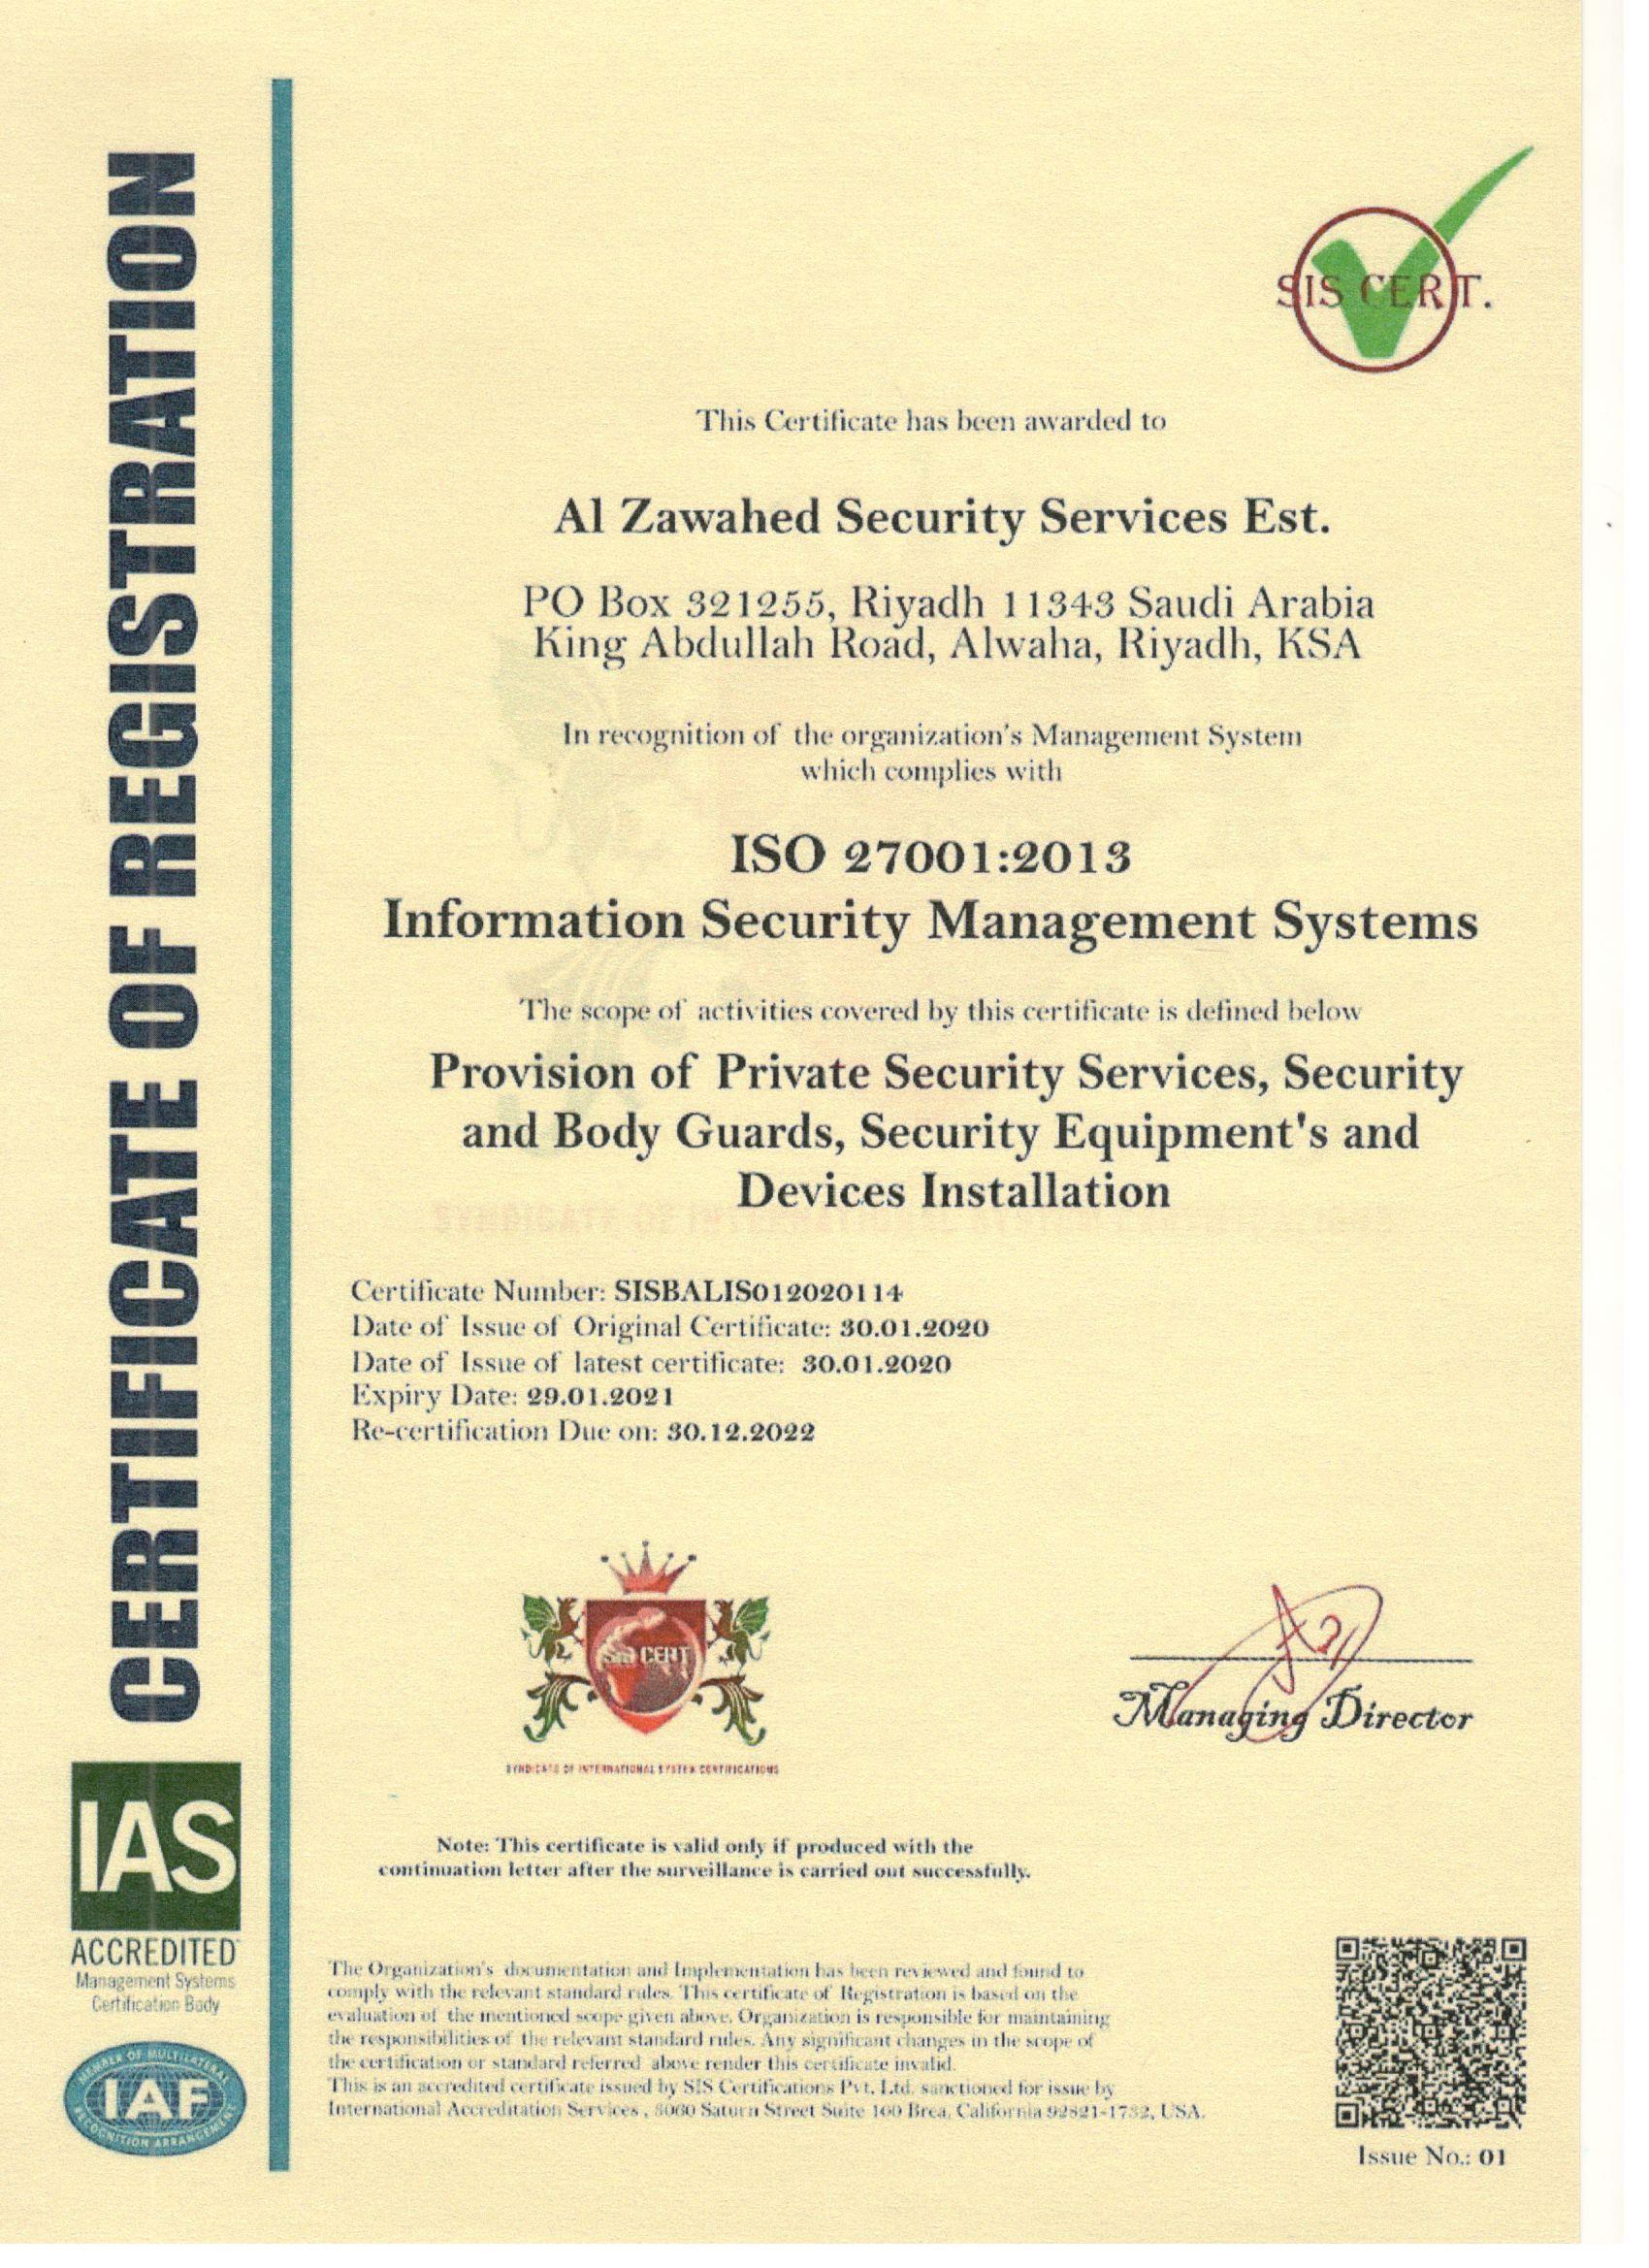 CERTIFICATE OF REGISTRATION
SIS CERT.
This Certificate has been awarded to
Al Zawahed Security Services Est.
PO Box 321255, Riyadh 11343 Saudi Arabia
King Abdullah Road, Alwaha, Riyadh, KSA
In recognition of the organization's Management System
which complies with
ISO 27001:2013
Information Security Management Systems
The scope of activities covered by this certificate is defined below
Provision of Private Security Services, Security
and Body Guards, Security Equipment's and
Devices Installation
Certificate Number: SISBALIS012020114
Date of Issue of Original Certificate: 30.01.2020
Date of Issue of latest certificate: 30.01.2020
Expiry Date: 29.01.2021
Re-certification Due on: 30.12.2022
SIS CERT
SYNDICATE OF INTERNATIONAL SYSTEM CERTIFICATIONS
Managing Director
Note: This certificate is valid only if produced with the
continuation letter after the surveillance is carried out successfully.
IAS
ACCREDITED
Management Systems
Certification Body
MEMBER OF MULTILATERAL
IAF
RECOGNITION ARRANGEMENT
The Organization's documentation and Implementation has been reviewed and found to
comply with the relevant standard rules. This certificate of Registration is based on the
evaluation of the mentioned scope given above. Organization is responsible for maintaining
the responsibilities of the relevant standard rules. Any significant changes in the scope of
the certification or standard referred above render this certificate invalid.
This is an accredited certificate issued by SIS Certifications Pvt. Ltd. sanctioned for issue by
International Accreditation Services, 3060 Saturn Street Suite 100 Brea, California 92821-1732, USA.
Issue No.: 01